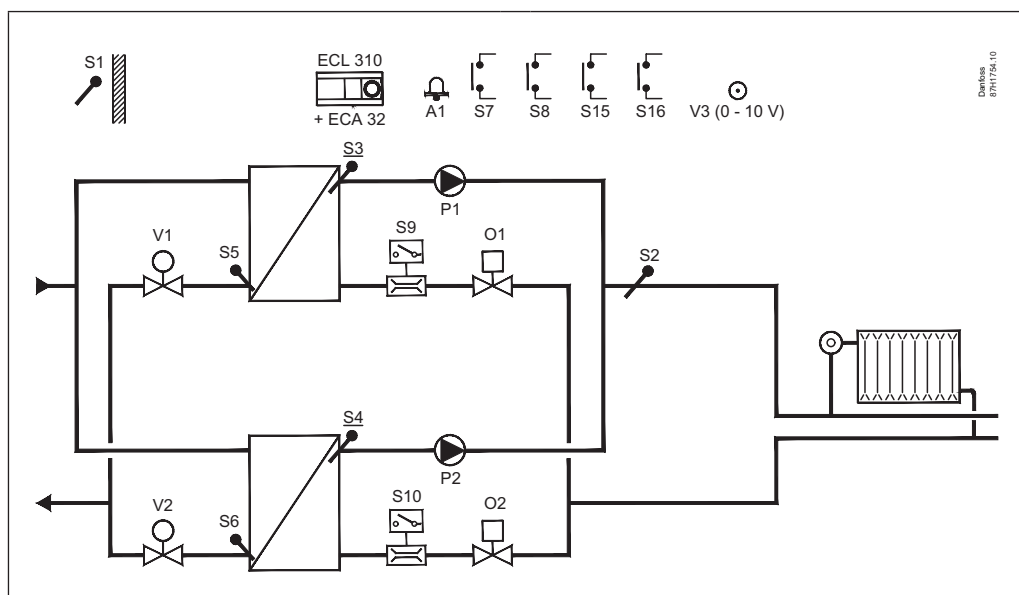 S1
ECL 310
+ ECA 32
A1
S7
S8
S15
S16
V3 (0 - 10 V)
Danfoss
87H1754.10
S3
P1
V1
S5
S9
O1
S2
S4
P2
V2
S6
S10
O2